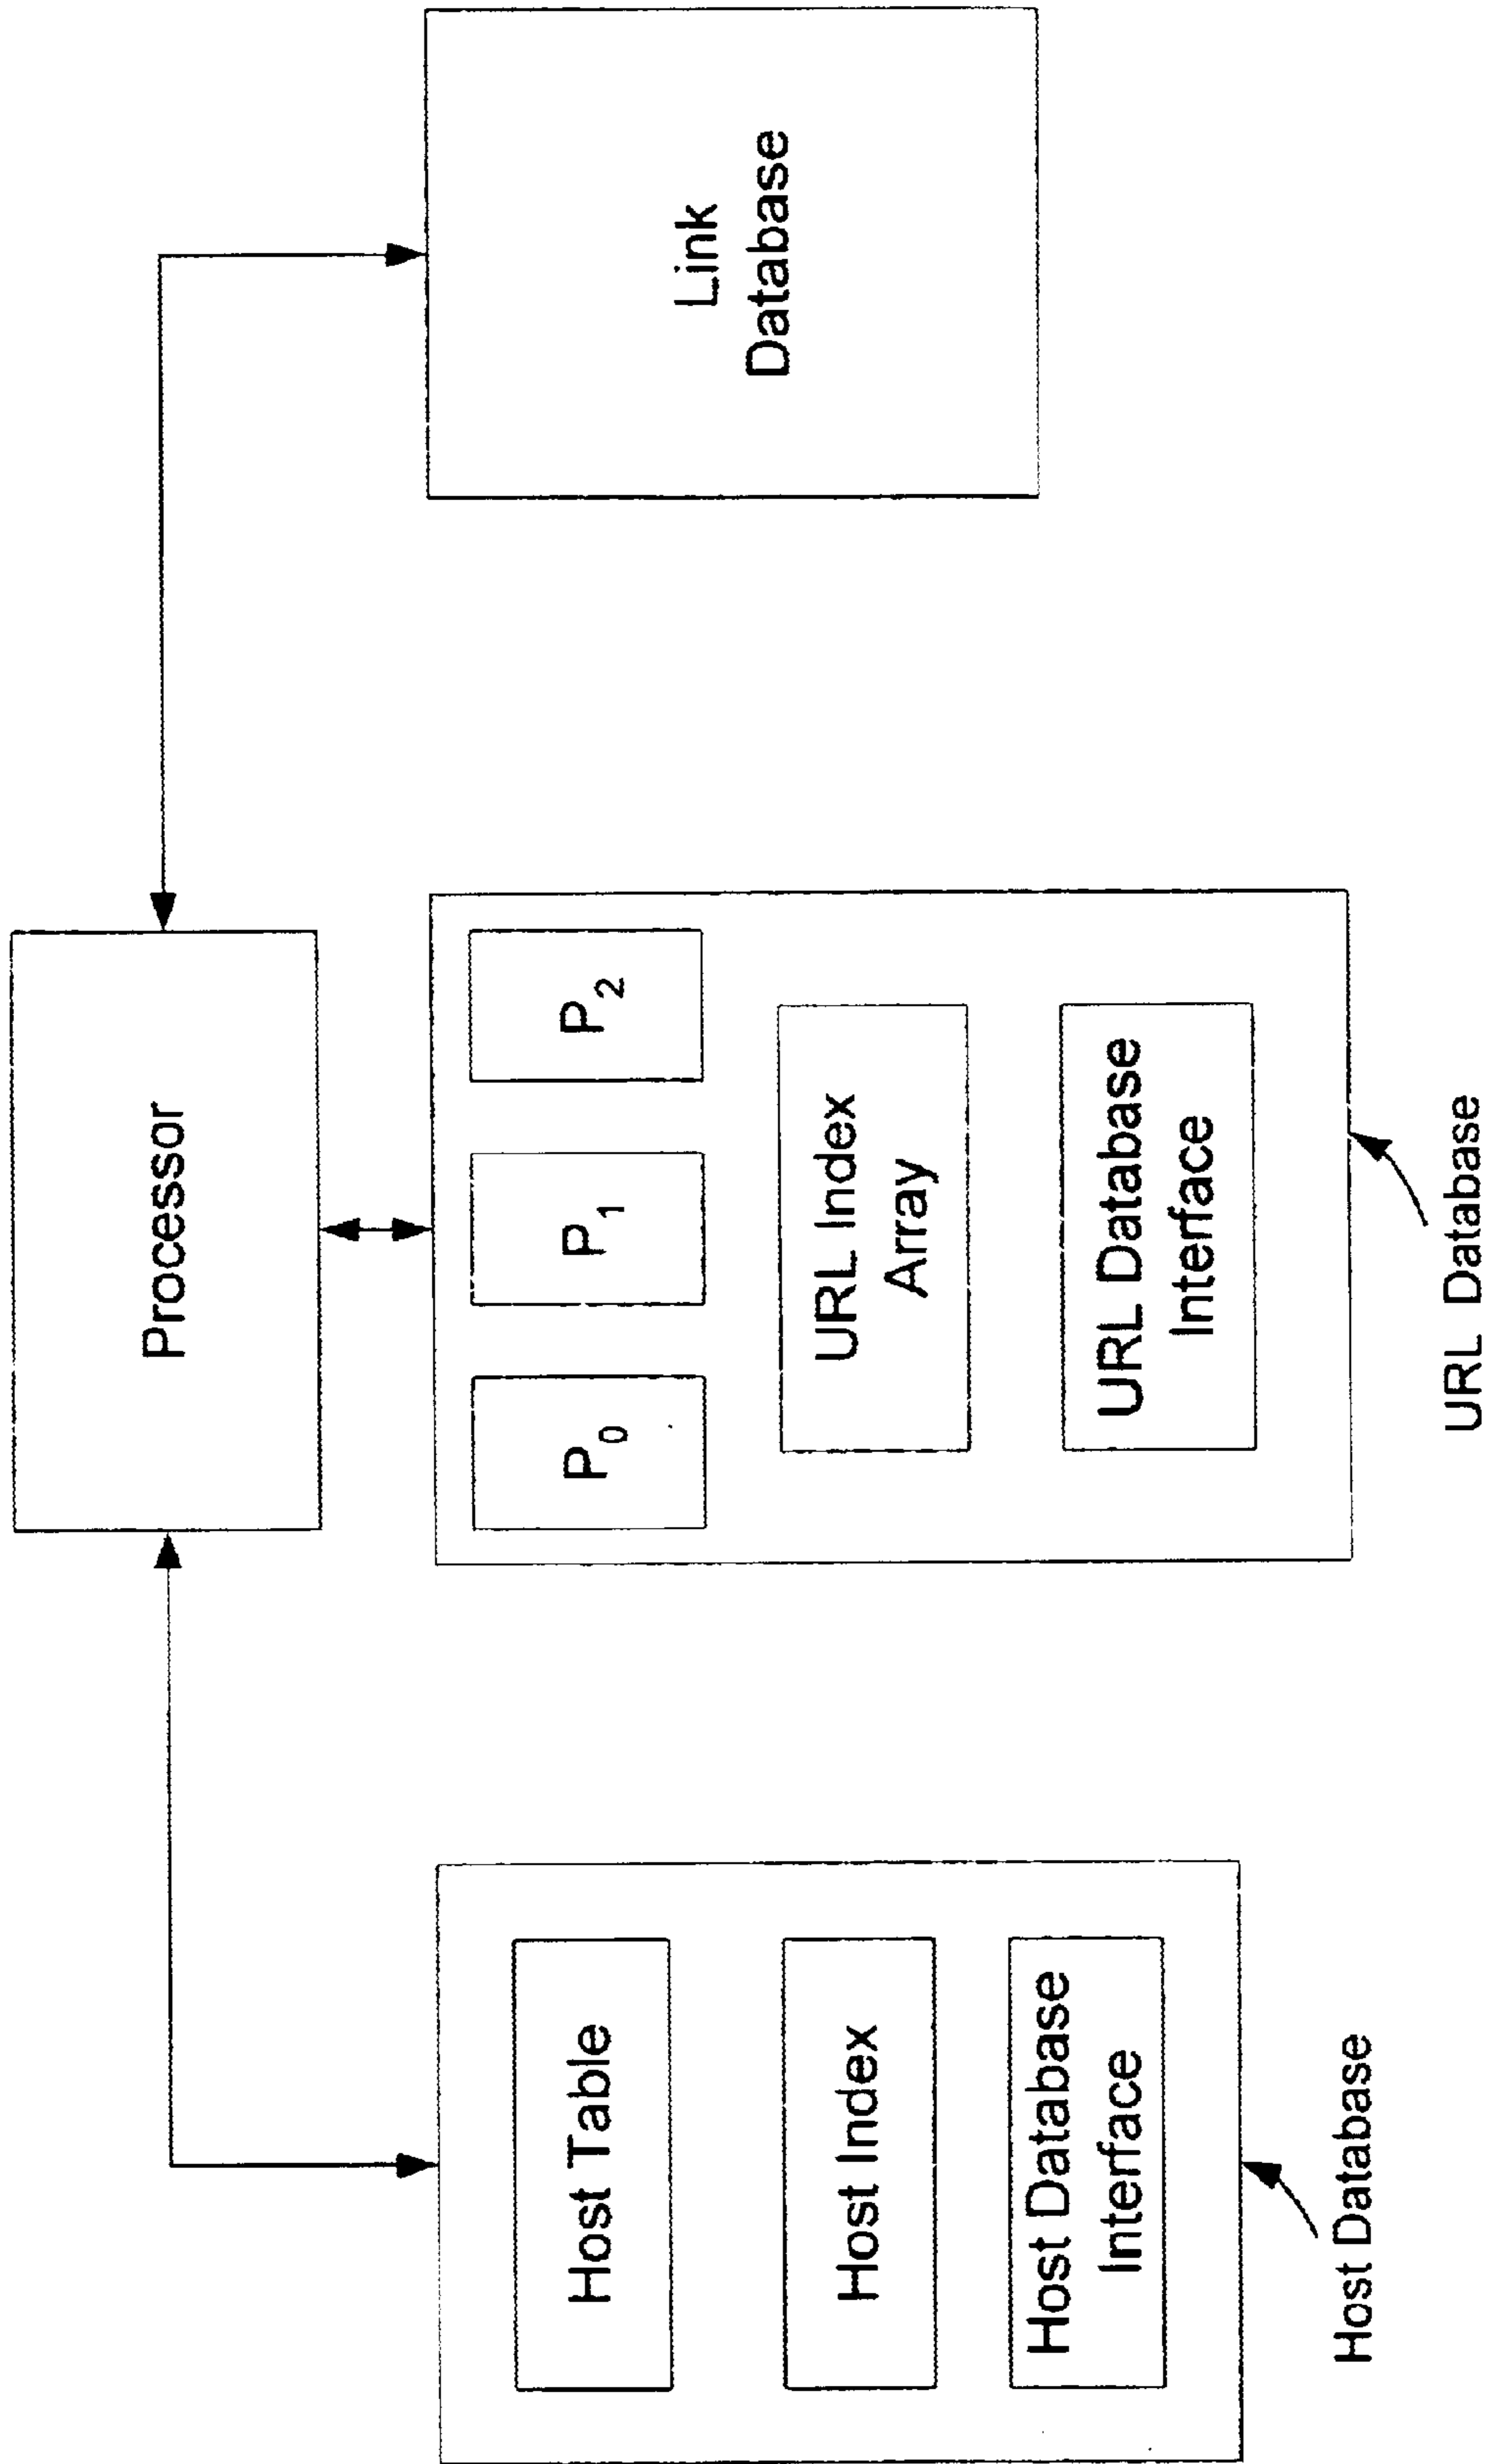 Processor
Host Table
Host Index
Host Database
Interface
Host Database
P0
P1
P2
URL Index
Array
URL Database
Interface
URL Database
Link
Database